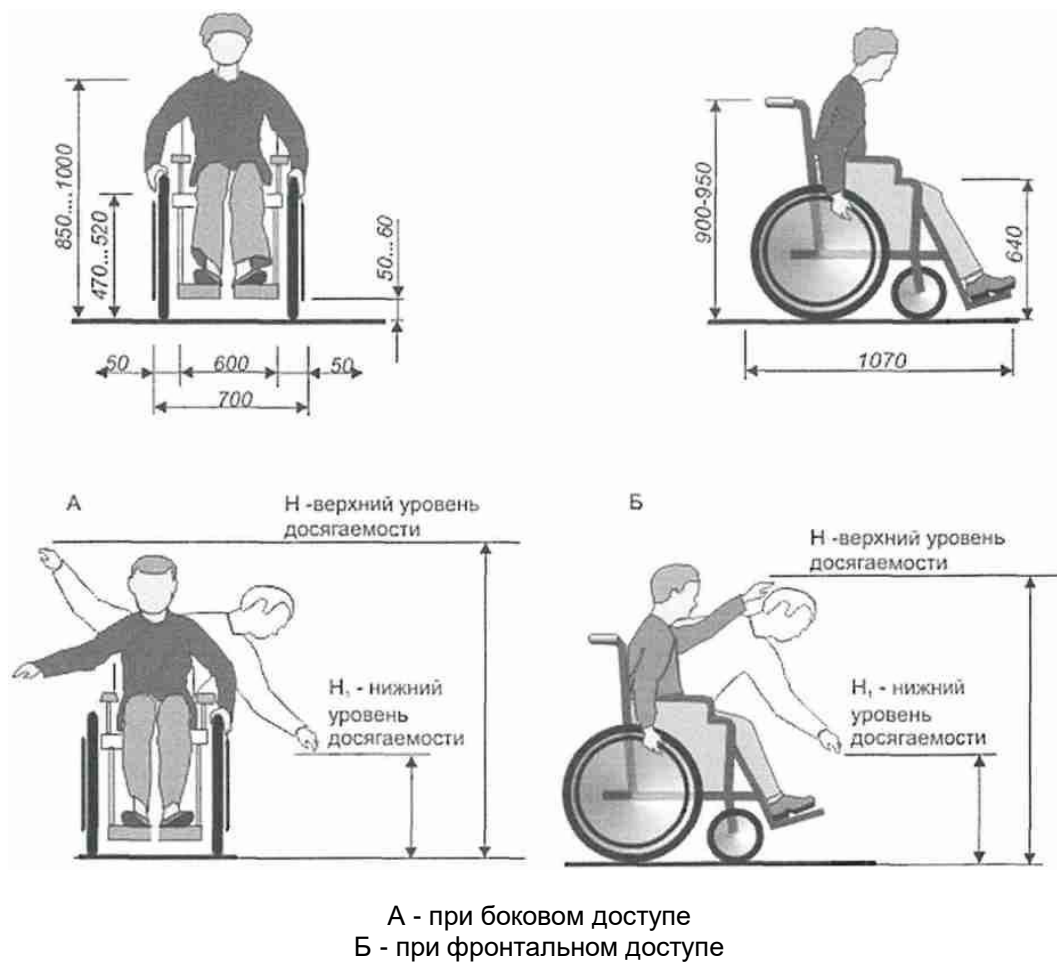 850....1000
470...520
50...60
50
600
50
700
900-950
640
1070
А
Н -верхний уровень
досягаемости
Н₁ - нижний
уровень
досягаемости
Б
Н -верхний уровень
досягаемости
Н₁ - нижний
уровень
досягаемости
А - при боковом доступе
Б - при фронтальном доступе